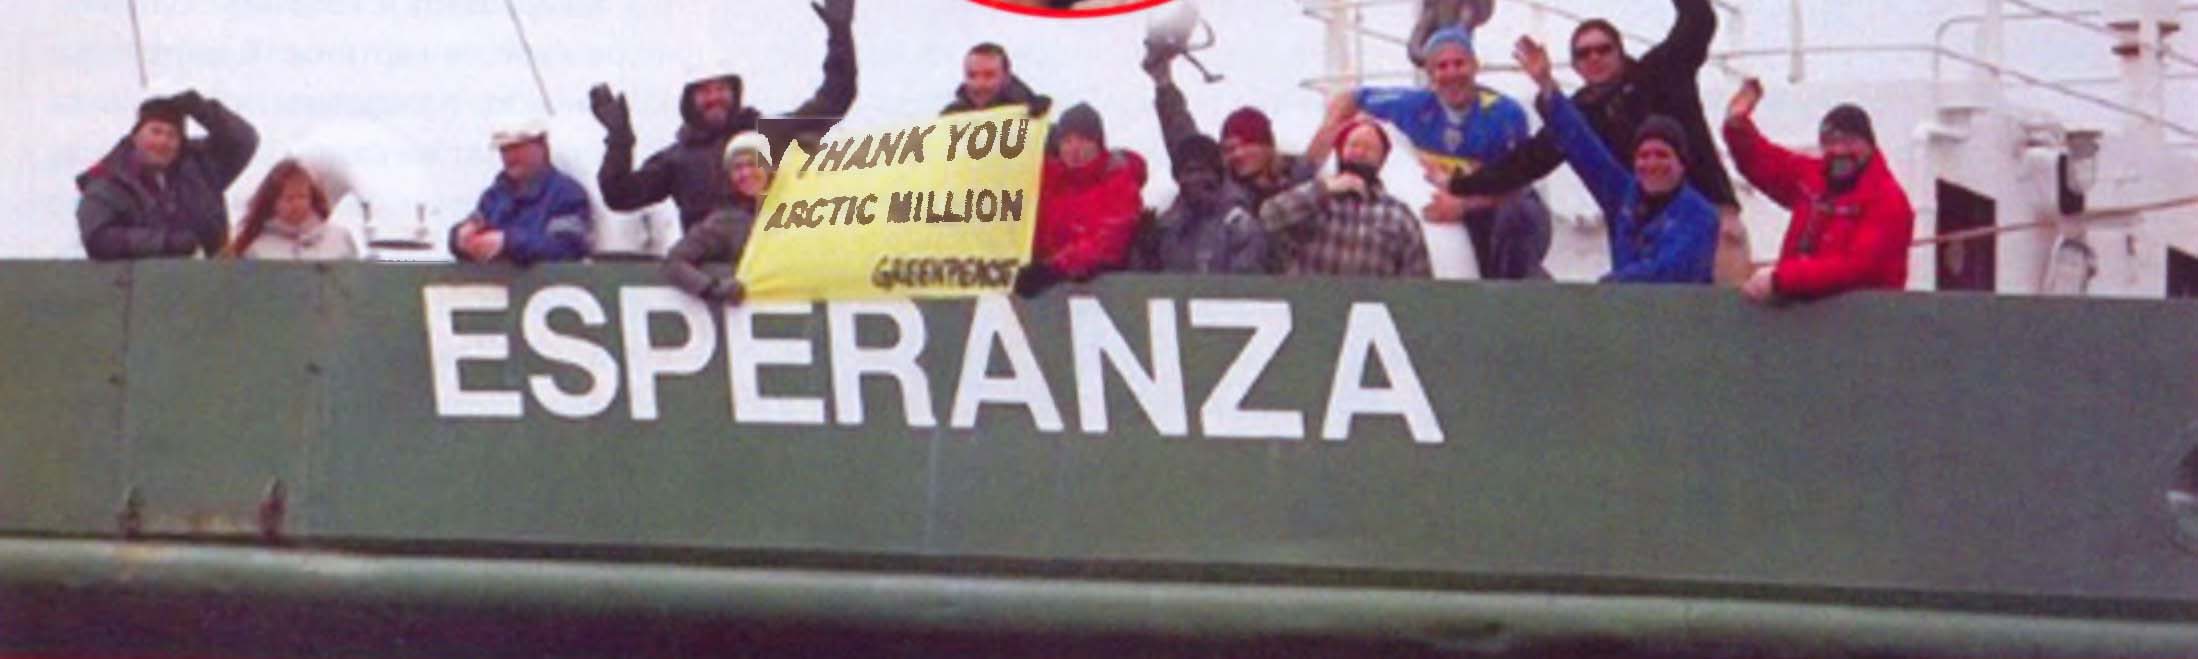 THANK YOU
ARCTIC MILLION
GREENPEACE
ESPERANZA